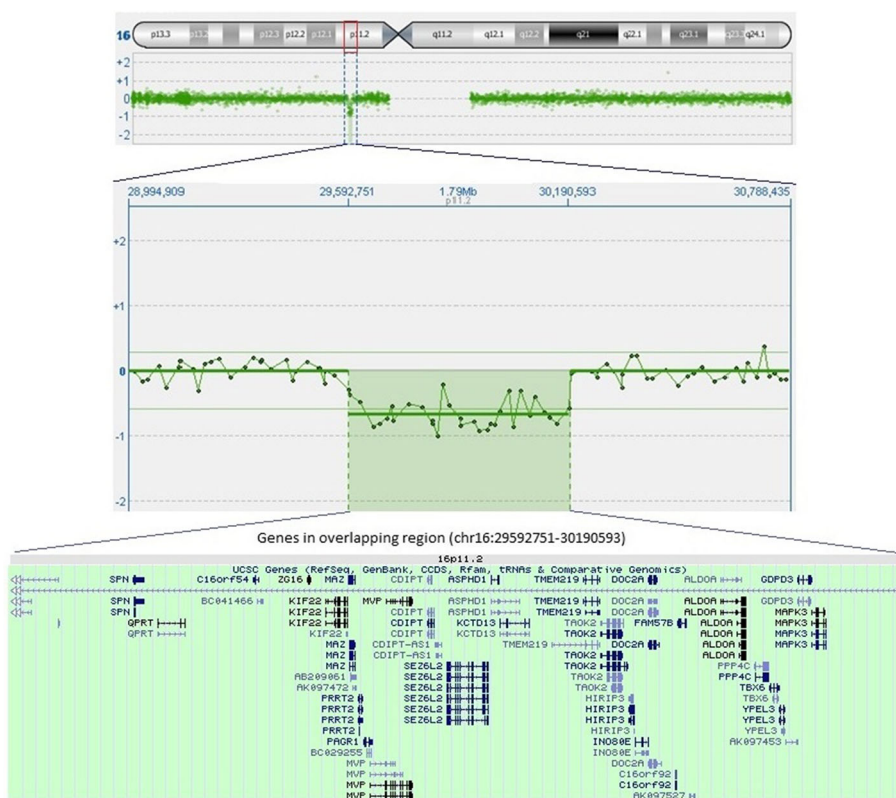 16 p13.3 p13.2 p12.3 p12.2 p12.1 p11.2 q11.2 q12.1 q12.2 q21 q22.1 q23.1 q24.1
+2
+1
0
-1
-2
28,994,909 29,592,751 1.79Mb 30,190,593 30,788,435
p11.2
+2
+1
0
-1
-2
Genes in overlapping region (chr16:29592751-30190593)
16p11.2
UCSC Genes (RefSeq, GenBank, CCDS, Rfam, tRNAs & Comparative Genomics)
SPN C16orf54 ZG16 MAZ CDIPT ASPHD1 TMEM219 DOC2A ALDOA GDPD3
SPN BC041466 KIF22 MVP CDIPT ASPHD1 TMEM219 DOC2A ALDOA GDPD3
SPN KIF22 CDIPT ASPHD1 TMEM219 DOC2A ALDOA MAPK3
QPRT KIF22 CDIPT KCTD13 TAOK2 FAM57B ALDOA MAPK3
QPRT KIF22 CDIPT KCTD13 TAOK2 DOC2A ALDOA MAPK3
MAZ CDIPT-AS1 TMEM219 TAOK2 DOC2A ALDOA MAPK3
MAZ CDIPT-AS1 TAOK2 ALDOA
MAZ SEZ6L2 TAOK2 PPP4C
AB209061 SEZ6L2 TAOK2 PPP4C
AK097472 SEZ6L2 TAOK2 TBX6
PRRT2 SEZ6L2 HIRIP3 TBX6
PRRT2 SEZ6L2 HIRIP3 YPEL3
PRRT2 SEZ6L2 HIRIP3 YPEL3
PRRT2 HIRIP3 YPEL3
PAGR1 INO80E AK097453
BC029255 INO80E
MVP DOC2A
MVP C16orf92
MVP C16orf92
MVP AK097527